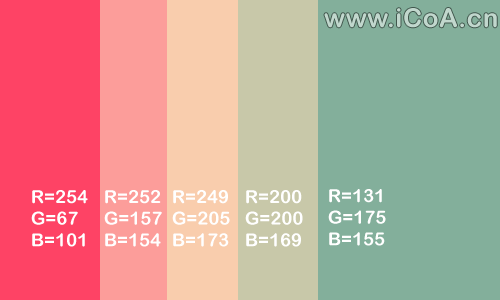 www.iCoA.cn
R=254 R=252 R=249 R=200 R=131
G=67 G=157 G=205 G=200 G=175
B=101 B=154 B=173 B=169 B=155